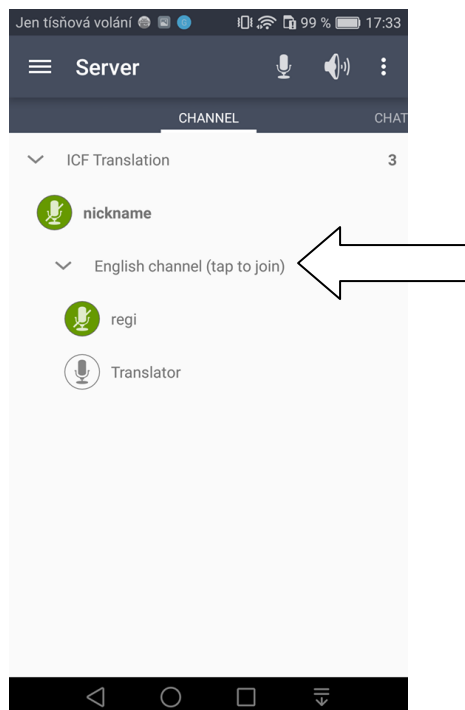 Jen tísňová volání 99 % 17:33
Server
CHANNEL CHAT
ICF Translation 3
nickname
English channel (tap to join)
regi
Translator